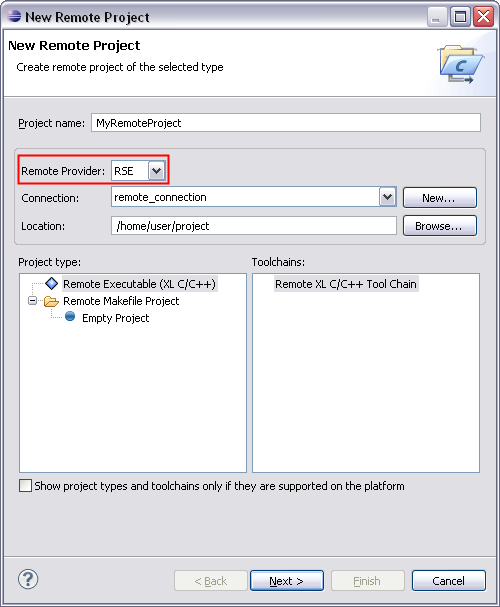 New Remote Project
New Remote Project
Create remote project of the selected type
C
Project name: MyRemoteProject
Remote Provider: RSE
Connection: remote_connection New...
Location: /home/user/project Browse...
Project type: Toolchains:
Remote Executable (XL C/C++) Remote XL C/C++ Tool Chain
Remote Makefile Project
Empty Project
Show project types and toolchains only if they are supported on the platform
? < Back Next > Finish Cancel